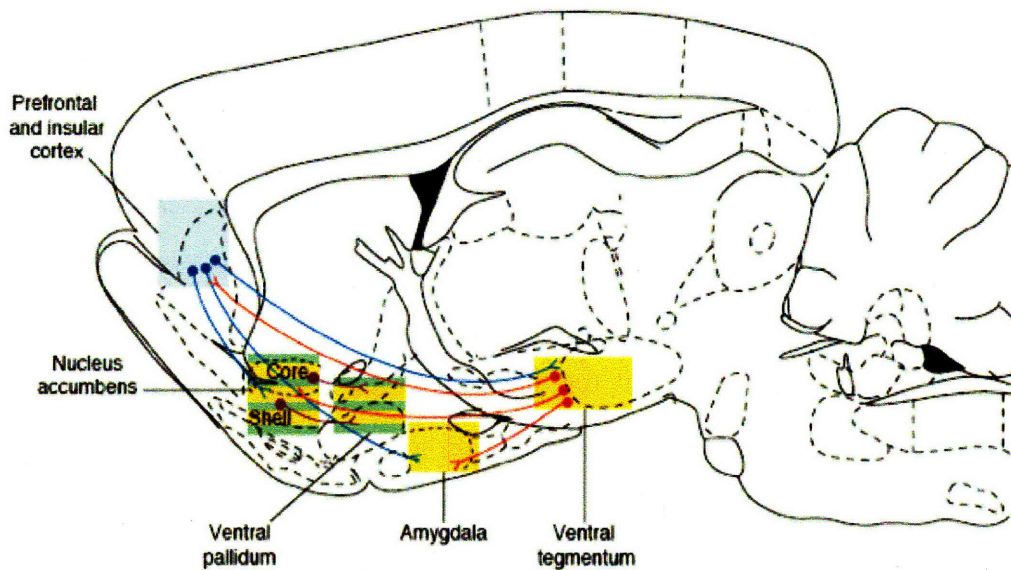 Prefrontal
and insular
cortex
Nucleus
accumbens
Core
Shell
Ventral
pallidum
Amygdala
Ventral
tegmentum